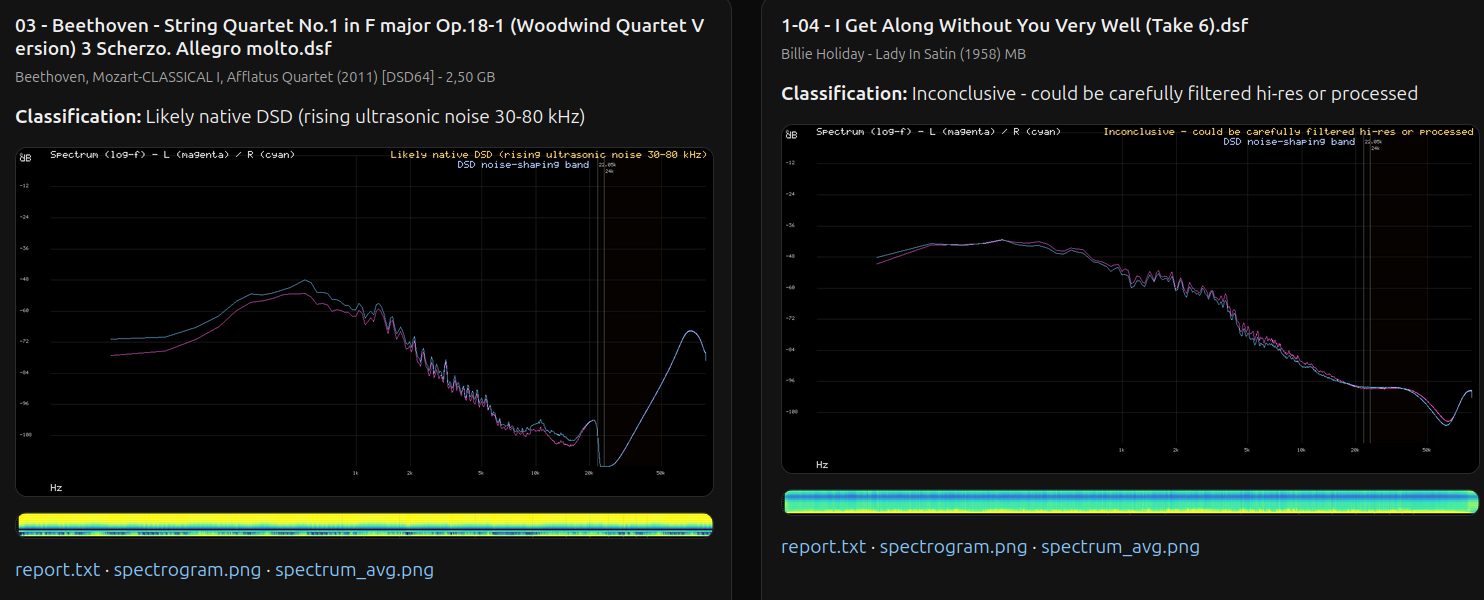 03 - Beethoven - String Quartet No.1 in F major Op.18-1 (Woodwind Quartet V
ersion) 3 Scherzo. Allegro molto.dsf
Beethoven, Mozart-CLASSICAL I, Afflatus Quartet (2011) [DSD64] - 2,50 GB
Classification: Likely native DSD (rising ultrasonic noise 30-80 kHz)
dB
Spectrum (log-f) - L (magenta) / R (cyan)
Likely native DSD (rising ultrasonic noise 30-80 kHz)
DSD noise-shaping band
22.05k
24k
-12
-24
-36
-48
-60
-72
-84
-96
-108
1k
2k
5k
10k
20k
50k
Hz
report.txt · spectrogram.png · spectrum_avg.png
1-04 - I Get Along Without You Very Well (Take 6).dsf
Billie Holiday - Lady In Satin (1958) MB
Classification: Inconclusive - could be carefully filtered hi-res or processed
dB
Spectrum (log-f) - L (magenta) / R (cyan)
Inconclusive - could be carefully filtered hi-res or processed
DSD noise-shaping band
22.05k
24k
-12
-24
-36
-48
-60
-72
-84
-96
-108
1k
2k
5k
10k
20k
50k
Hz
report.txt · spectrogram.png · spectrum_avg.png